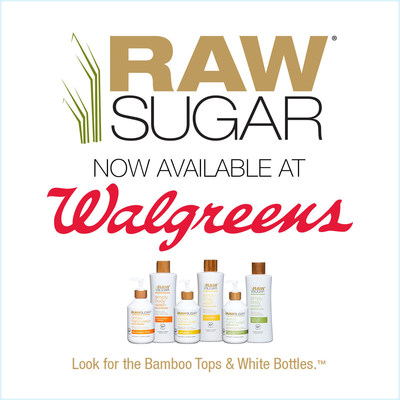 RAW®
SUGAR
NOW AVAILABLE AT
Walgreens
Look for the Bamboo Tops & White Bottles.™